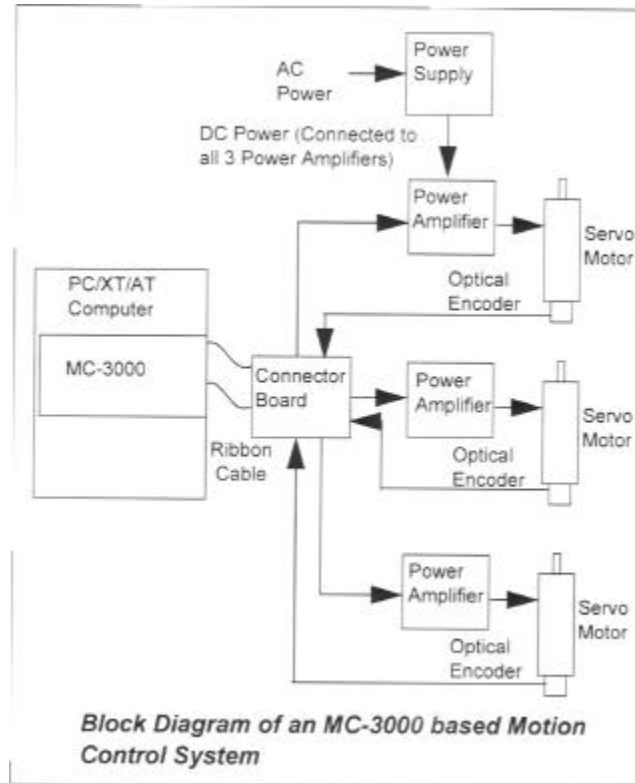 Power
Supply
AC
Power
DC Power (Connected to
all 3 Power Amplifiers)
Power
Amplifier
Servo
Motor
Optical
Encoder
PC/XT/AT
Computer
MC-3000
Connector
Board
Ribbon
Cable
Power
Amplifier
Servo
Motor
Optical
Encoder
Power
Amplifier
Servo
Motor
Optical
Encoder
Block Diagram of an MC-3000 based Motion
Control System